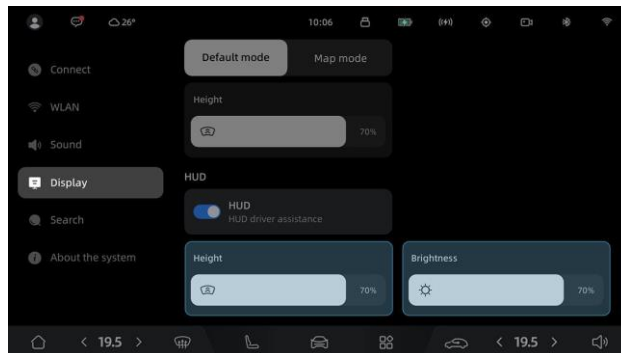 26°
10:06
Default mode
Map mode
Connect
Height
WLAN
70%
Sound
HUD
Display
HUD
HUD driver assistance
Search
About the system
Height
Brightness
70%
70%
< 19.5 >
< 19.5 >